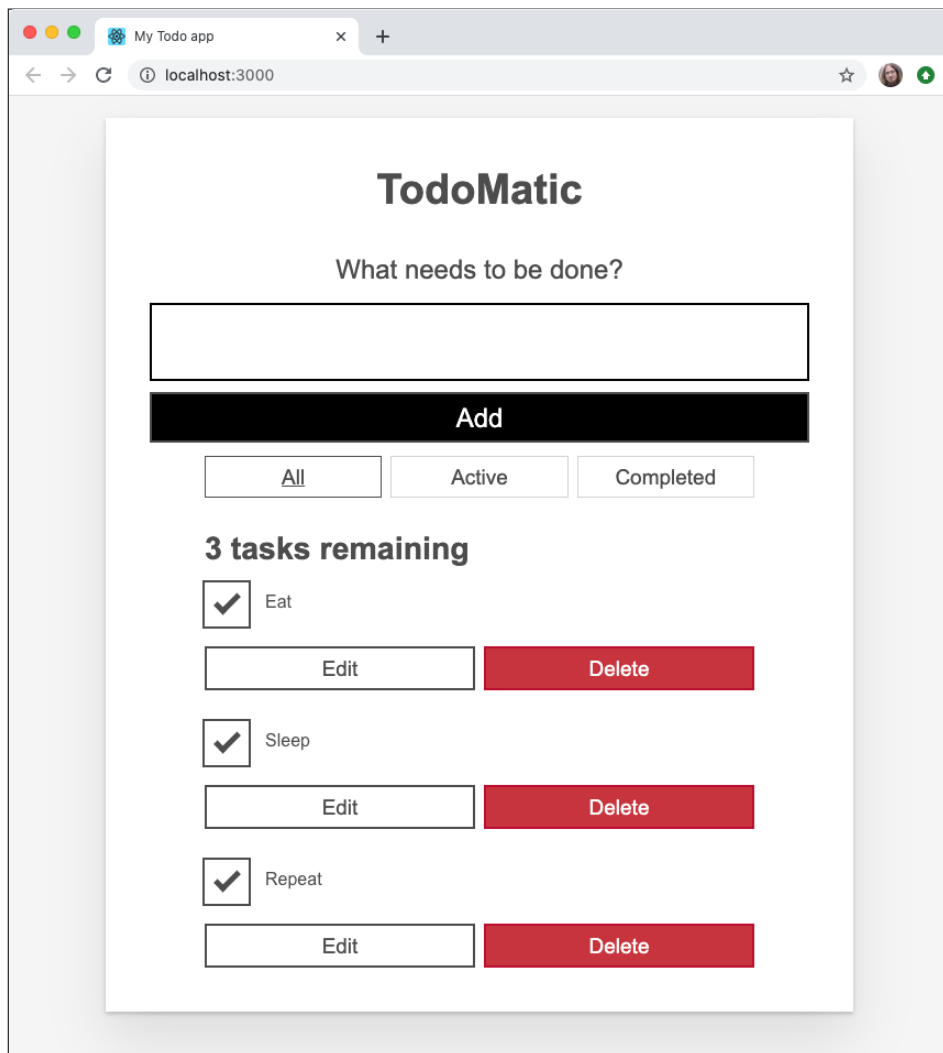 My Todo app
localhost:3000
TodoMatic
What needs to be done?
Add
All Active Completed
3 tasks remaining
Eat
Edit Delete
Sleep
Edit Delete
Repeat
Edit Delete